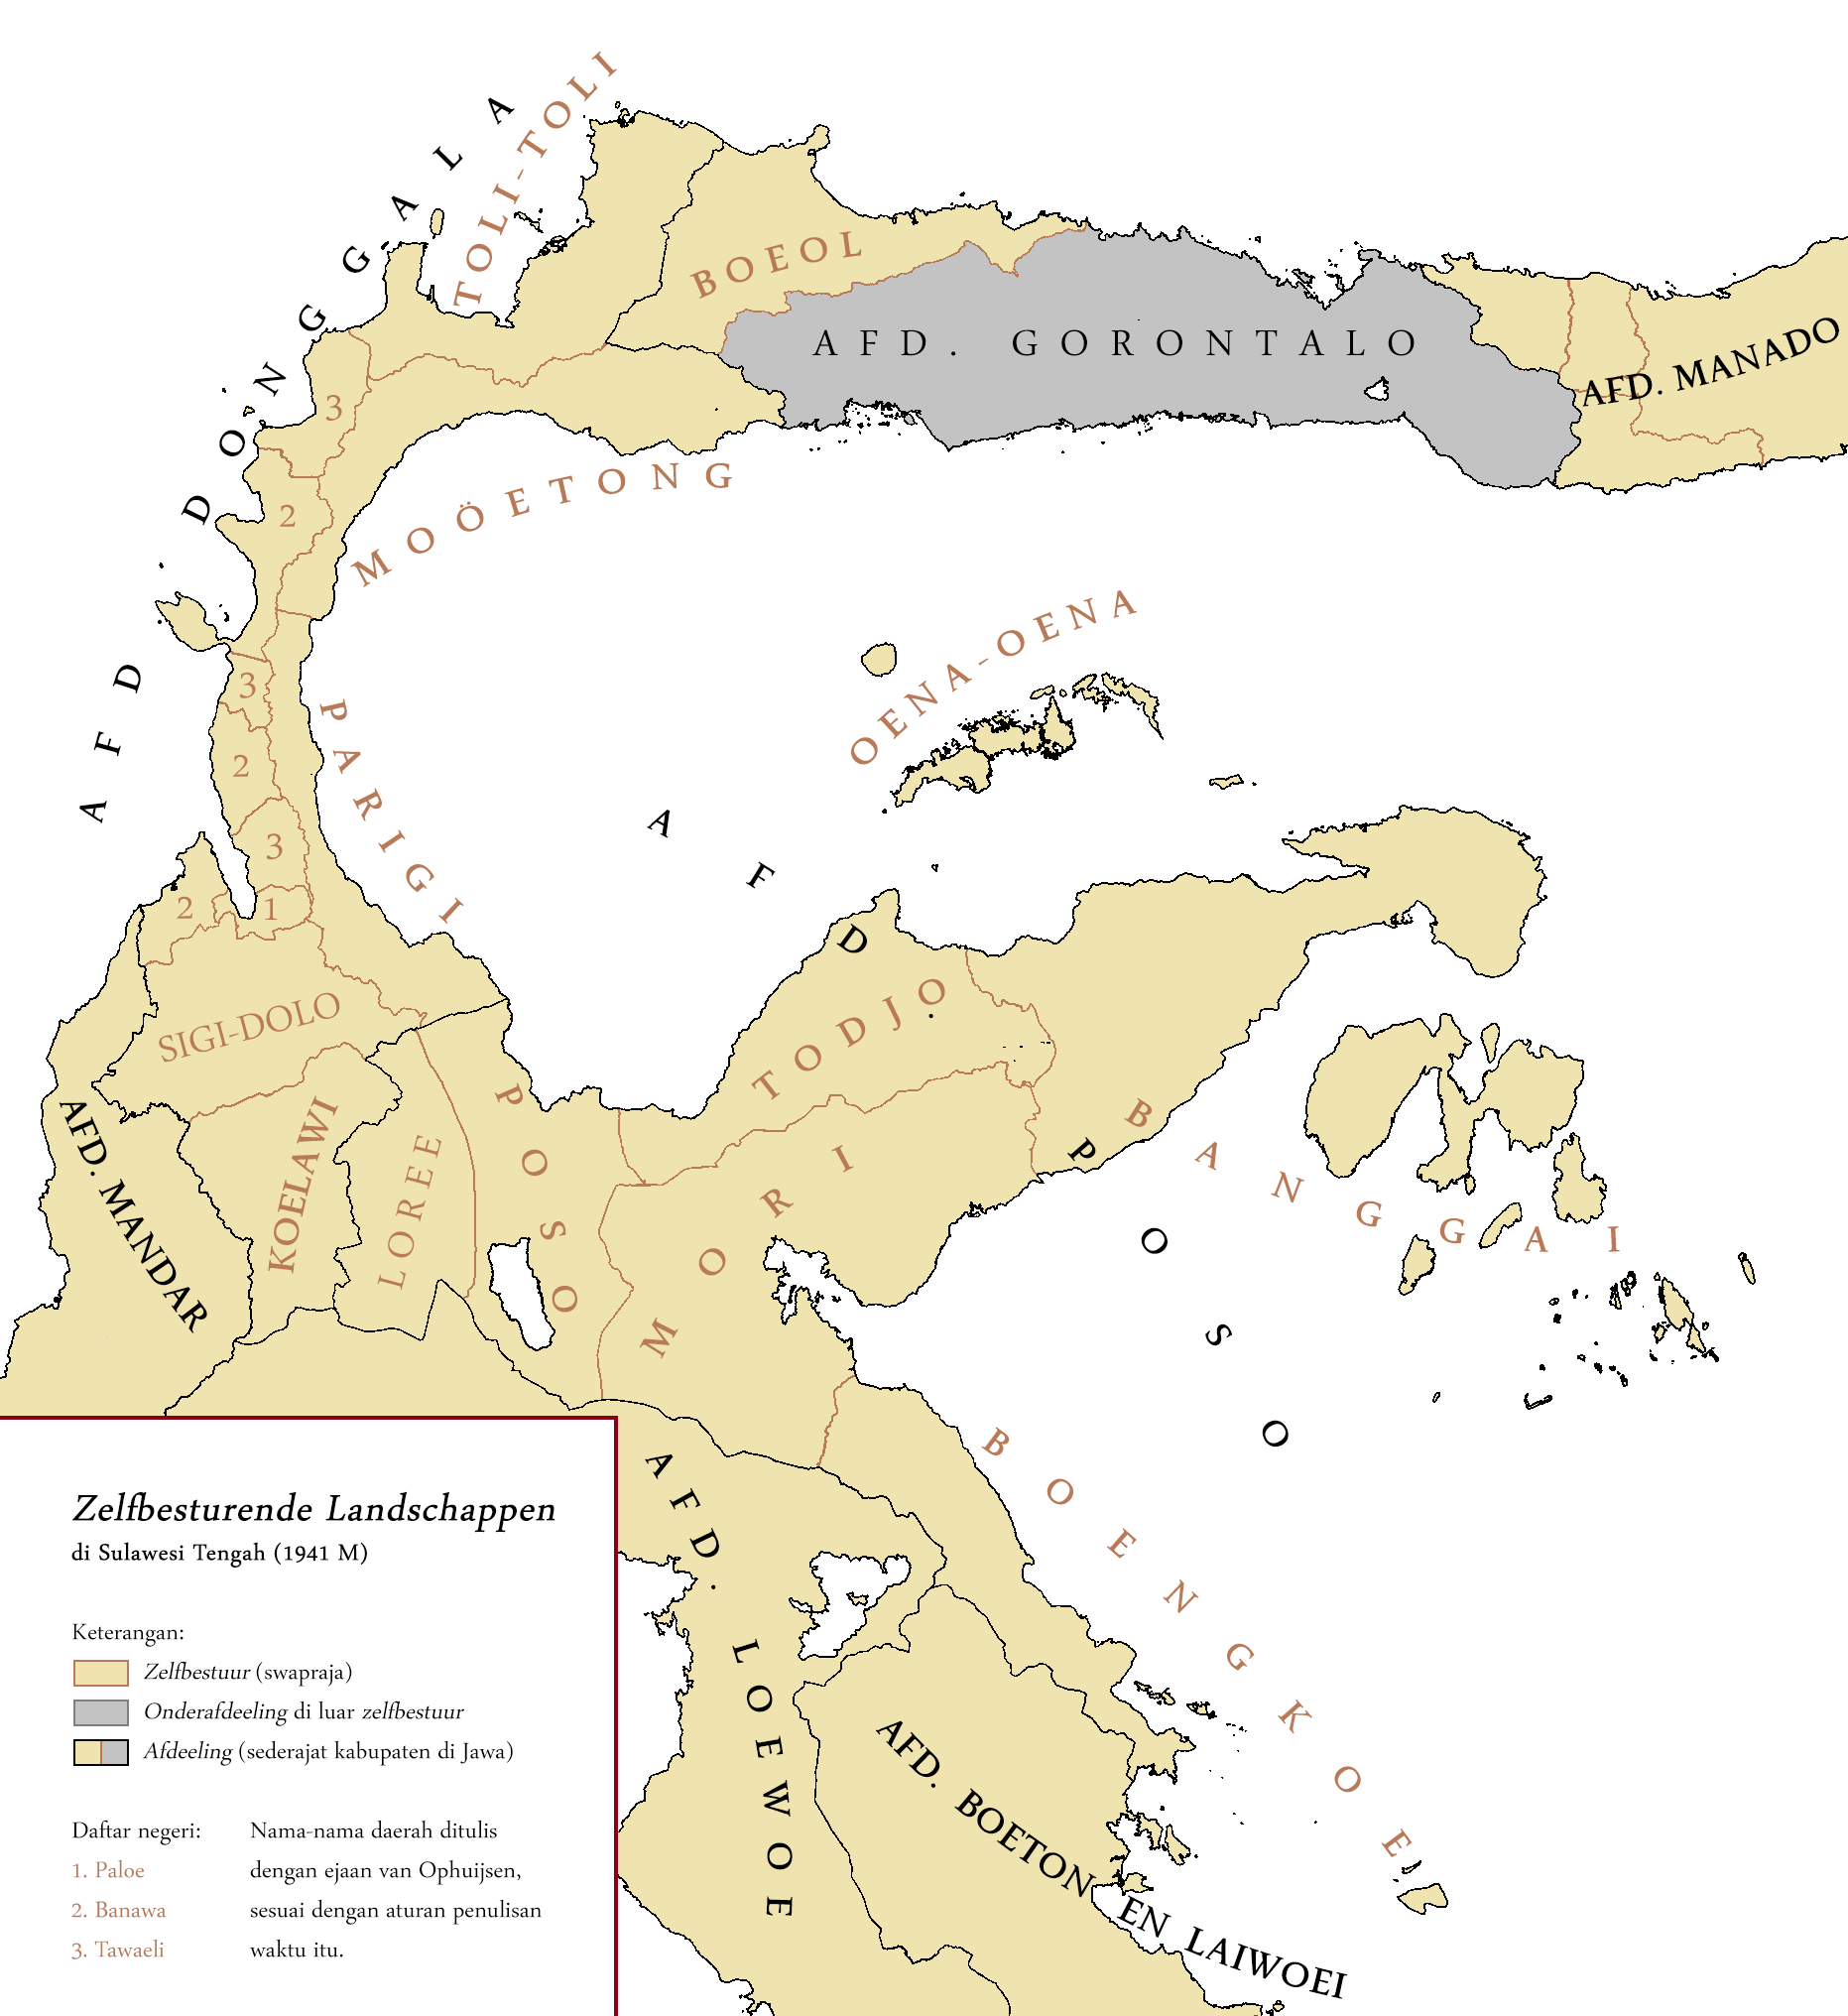 AFD DONGGALA
TOLI-TOLI
BOEOL
AFD. GORONTALO
AFD. MANADO
3
2
MOÖETONG
OENA-OENA
3
2
3
2
1
PARIGI
AFD POSO
SIGI-DOLO
TODJO
POSO
KOELAWI
LOREE
AFD. MANDAR
MORI
BANGGAI
BOENGKOE
AFD. LOEWOE
AFD. BOETON EN LAIWOEI
Zelfbesturende Landschappen
di Sulawesi Tengah (1941 M)
Keterangan:
Zelfbestuur (swapraja)
Onderafdeeling di luar zelfbestuur
Afdeeling (sederajat kabupaten di Jawa)
Daftar negeri:
1. Paloe
2. Banawa
3. Tawaeli
Nama-nama daerah ditulis
dengan ejaan van Ophuijsen,
sesuai dengan aturan penulisan
waktu itu.